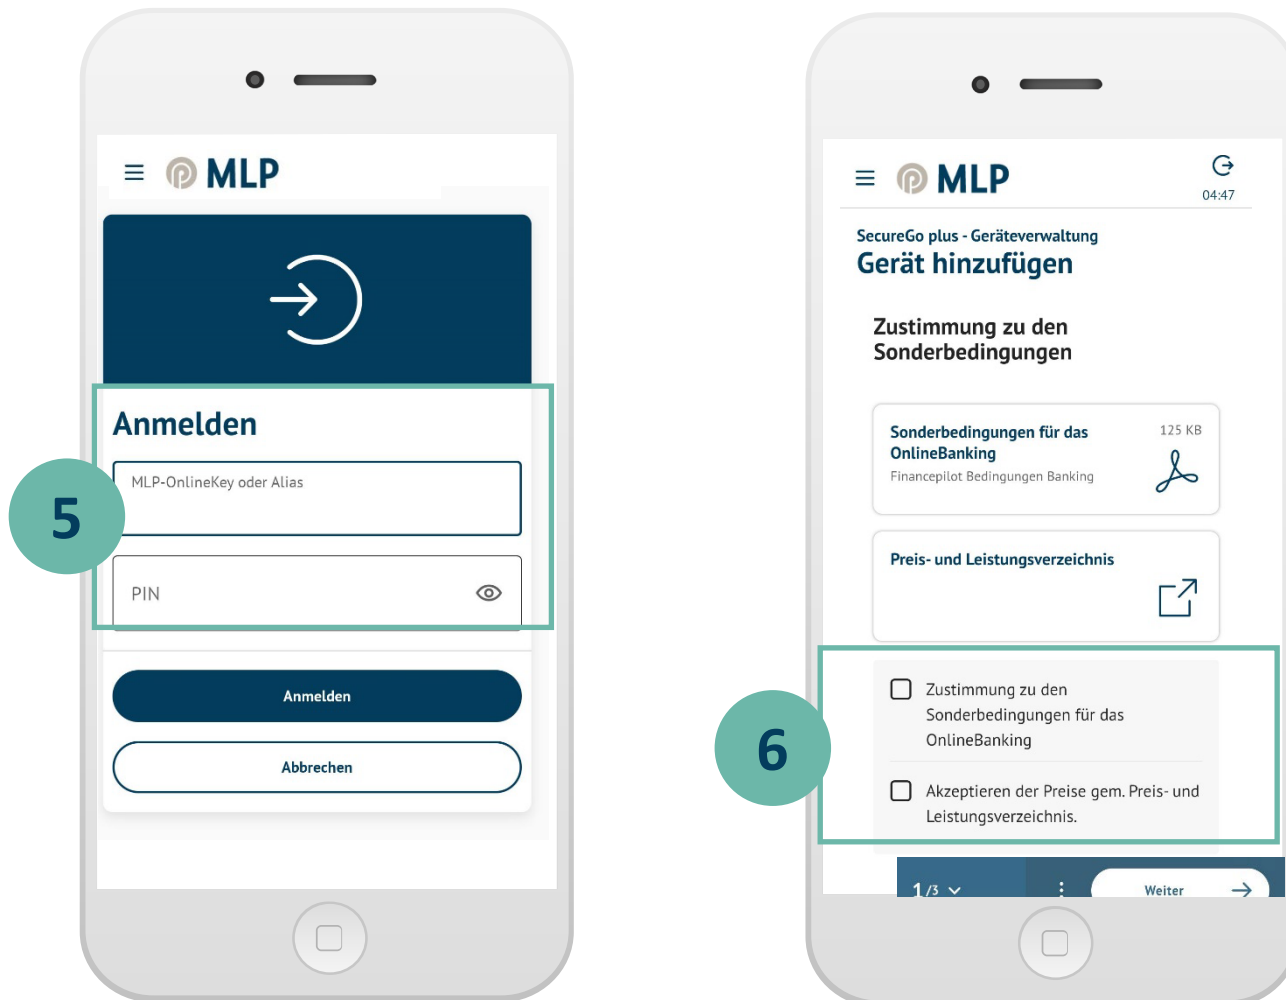 MLP
Anmelden
5
MLP-OnlineKey oder Alias
PIN
Anmelden
Abbrechen
MLP
04:47
SecureGo plus - Geräteverwaltung
Gerät hinzufügen
Zustimmung zu den
Sonderbedingungen
Sonderbedingungen für das
OnlineBanking
125 KB
Financepilot Bedingungen Banking
Preis- und Leistungsverzeichnis
6
Zustimmung zu den
Sonderbedingungen für das
OnlineBanking
Akzeptieren der Preise gem. Preis- und
Leistungsverzeichnis.
1/3
Weiter